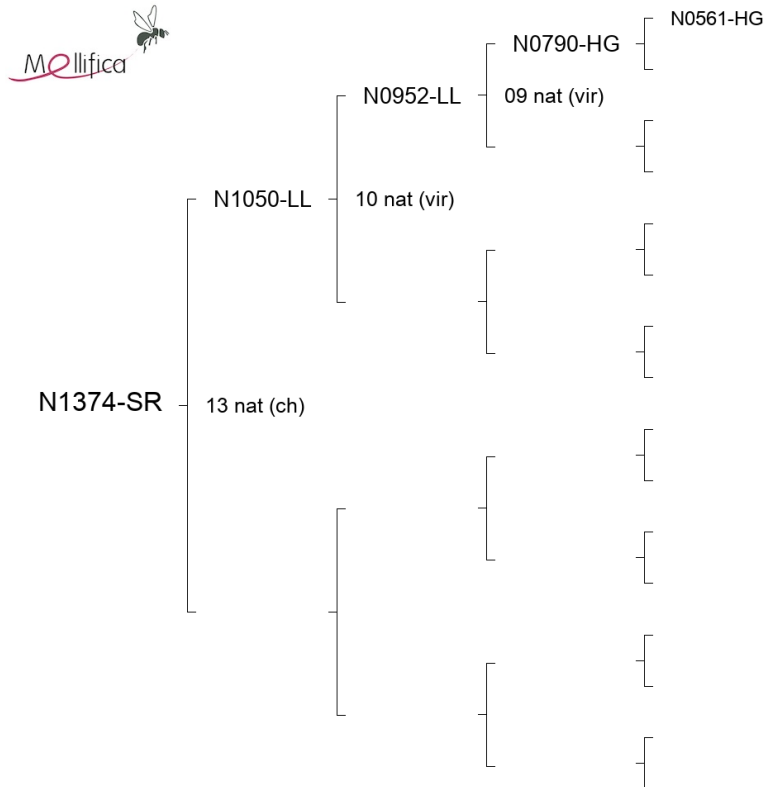 N0561-HG
N0790-HG
Mellifica
N0952-LL 09 nat (vir)
N1050-LL 10 nat (vir)
N1374-SR 13 nat (ch)